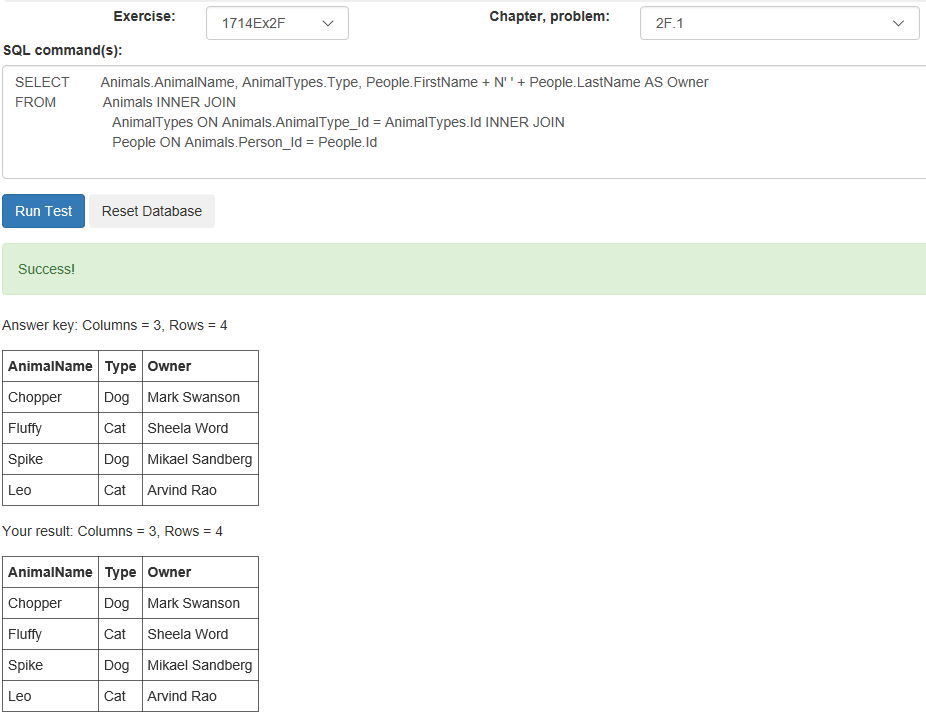 Exercise: 1714Ex2F Chapter, problem: 2F.1
SQL command(s):
SELECT Animals.AnimalName, AnimalTypes.Type, People.FirstName + N' ' + People.LastName AS Owner
FROM Animals INNER JOIN
AnimalTypes ON Animals.AnimalType_Id = AnimalTypes.Id INNER JOIN
People ON Animals.Person_Id = People.Id
Run Test Reset Database
Success!
Answer key: Columns = 3, Rows = 4
AnimalName Type Owner
Chopper Dog Mark Swanson
Fluffy Cat Sheela Word
Spike Dog Mikael Sandberg
Leo Cat Arvind Rao
Your result: Columns = 3, Rows = 4
AnimalName Type Owner
Chopper Dog Mark Swanson
Fluffy Cat Sheela Word
Spike Dog Mikael Sandberg
Leo Cat Arvind Rao